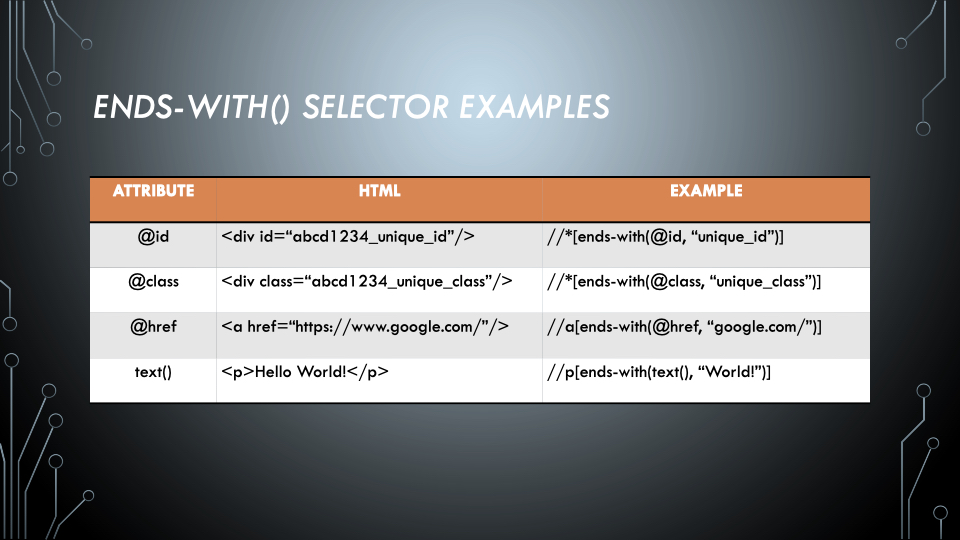 ENDS-WITH() SELECTOR EXAMPLES
ATTRIBUTE HTML EXAMPLE
@id <div id=“abcd1234_unique_id”/> //*[ends-with(@id, “unique_id”)]
@class <div class=“abcd1234_unique_class”/> //*[ends-with(@class, “unique_class”)]
@href <a href=“https://www.google.com/”/> //a[ends-with(@href, “google.com/”)]
text() <p>Hello World!</p> //p[ends-with(text(), “World!”)]